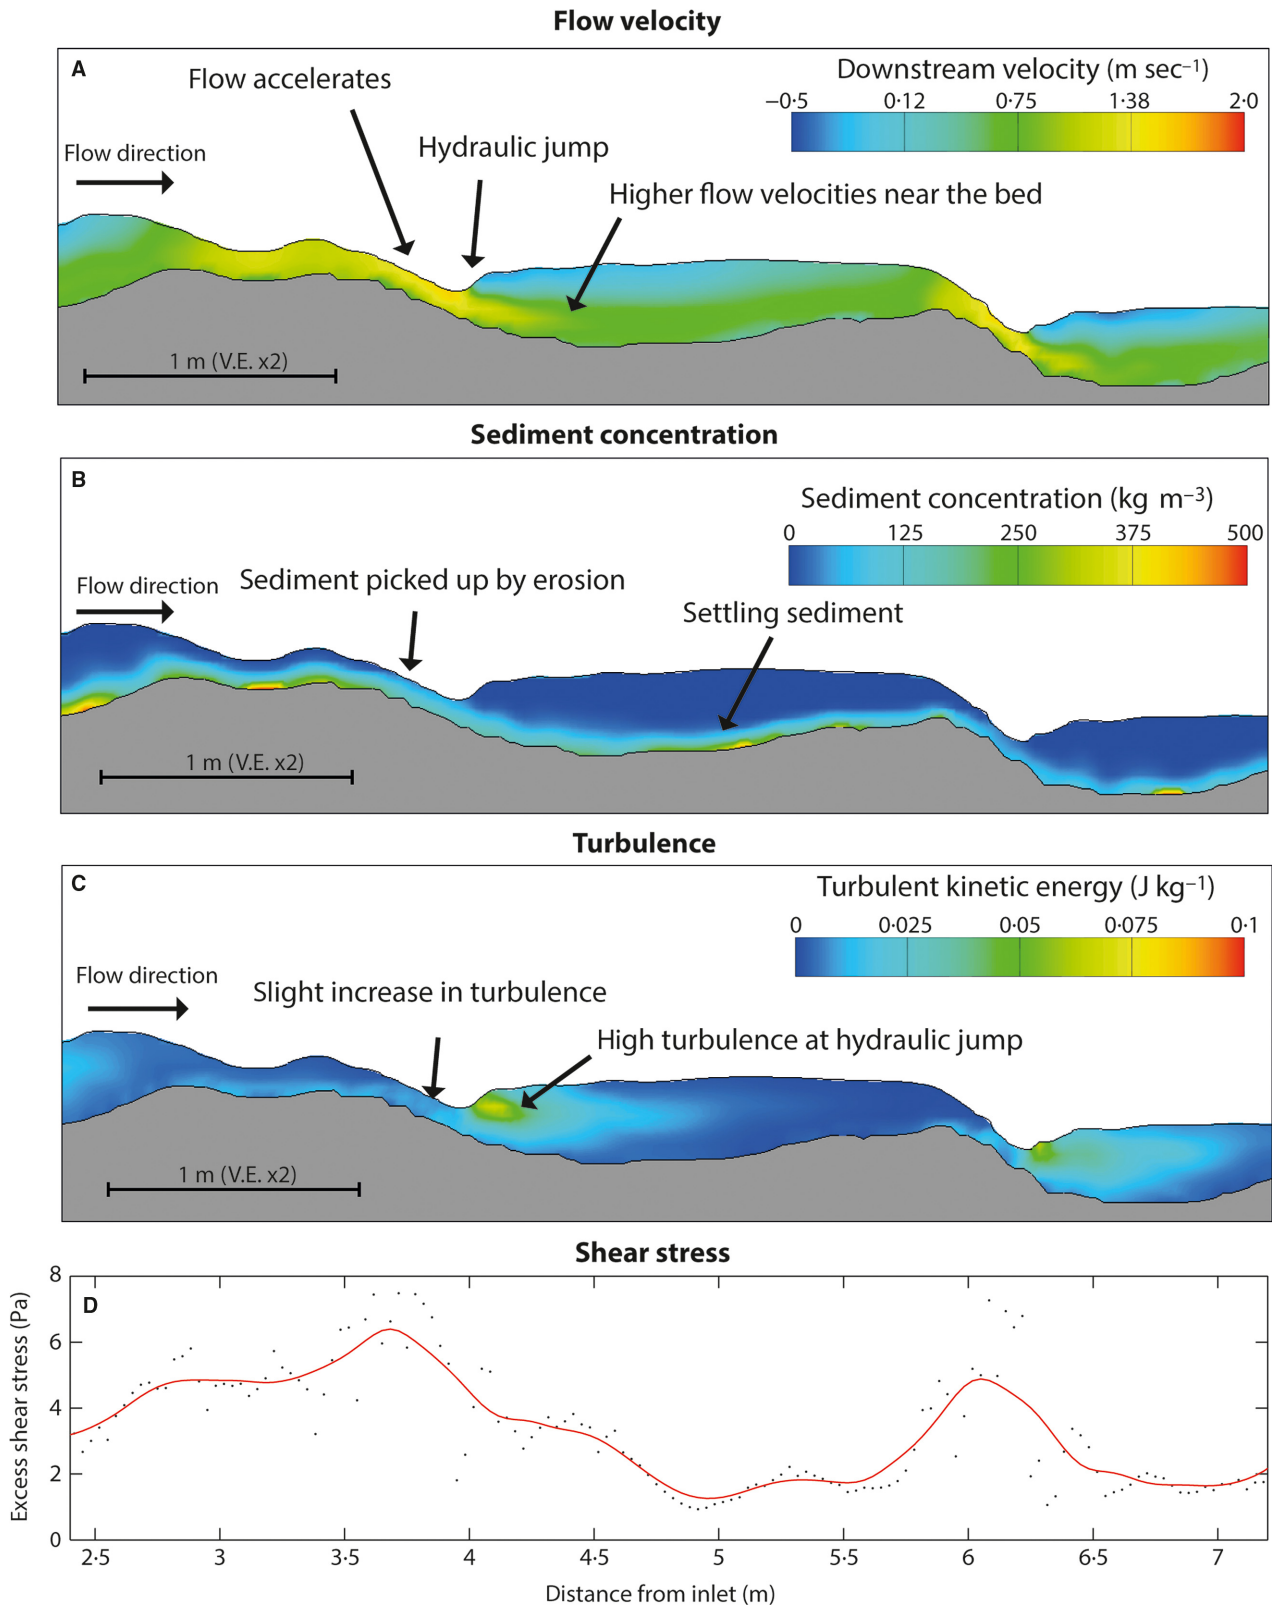 Flow velocity
A
Flow accelerates
Downstream velocity (m sec⁻¹)
−0·5 0·12 0·75 1·38 2·0
Hydraulic jump
Flow direction
Higher flow velocities near the bed
1 m (V.E. x2)
Sediment concentration
B
Sediment concentration (kg m⁻³)
0 125 250 375 500
Flow direction
Sediment picked up by erosion
Settling sediment
1 m (V.E. x2)
Turbulence
C
Turbulent kinetic energy (J kg⁻¹)
0 0·025 0·05 0·075 0·1
Flow direction
Slight increase in turbulence
High turbulence at hydraulic jump
1 m (V.E. x2)
Shear stress
D
Excess shear stress (Pa)
8
6
4
2
0
2·5 3 3·5 4 4·5 5 5·5 6 6·5 7
Distance from inlet (m)